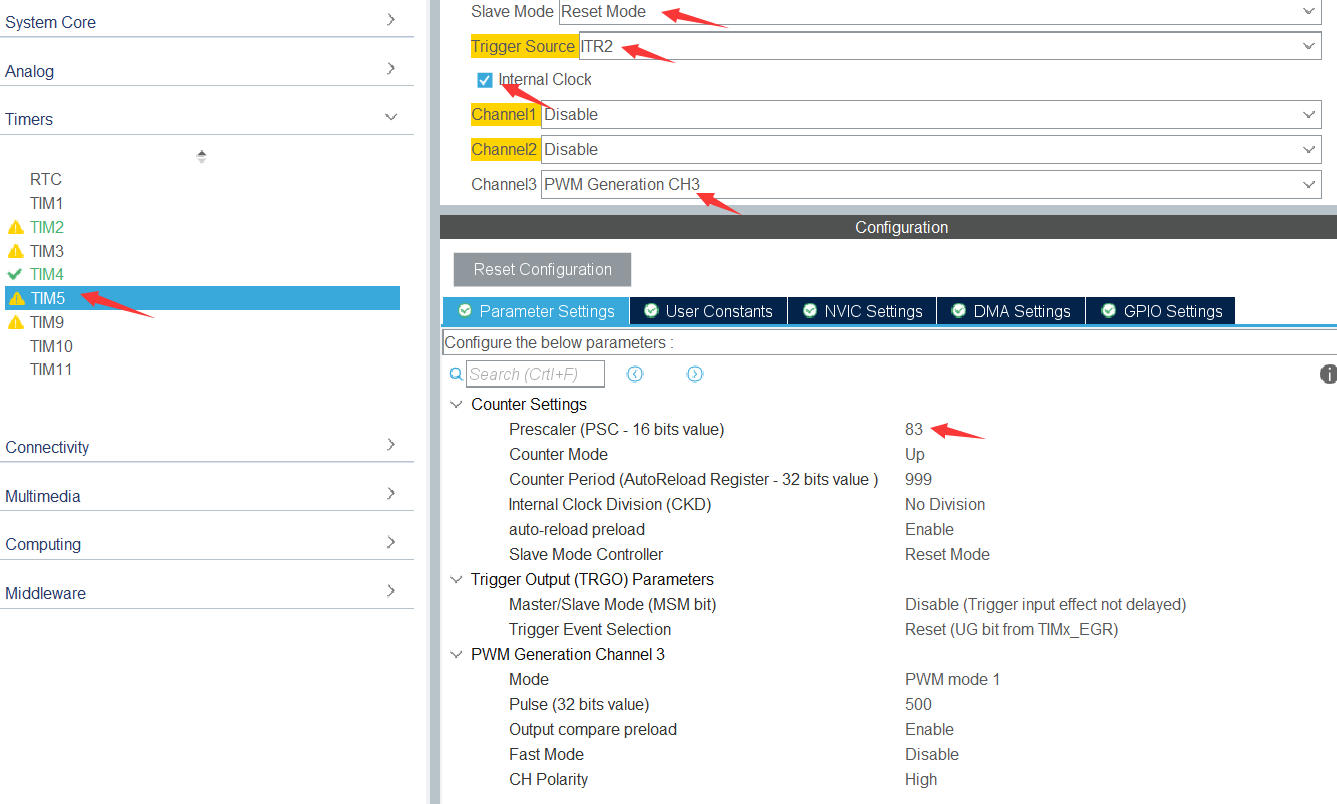 System Core
Analog
Timers
RTC
TIM1
TIM2
TIM3
TIM4
TIM5
TIM9
TIM10
TIM11
Connectivity
Multimedia
Computing
Middleware
Slave Mode Reset Mode
Trigger Source ITR2
Internal Clock
Channel1 Disable
Channel2 Disable
Channel3 PWM Generation CH3
Configuration
Reset Configuration
Parameter Settings User Constants NVIC Settings DMA Settings GPIO Settings
Configure the below parameters :
Search (CrtI+F)
Counter Settings
Prescaler (PSC - 16 bits value) 83
Counter Mode Up
Counter Period (AutoReload Register - 32 bits value ) 999
Internal Clock Division (CKD) No Division
auto-reload preload Enable
Slave Mode Controller Reset Mode
Trigger Output (TRGO) Parameters
Master/Slave Mode (MSM bit) Disable (Trigger input effect not delayed)
Trigger Event Selection Reset (UG bit from TIMx_EGR)
PWM Generation Channel 3
Mode PWM mode 1
Pulse (32 bits value) 500
Output compare preload Enable
Fast Mode Disable
CH Polarity High